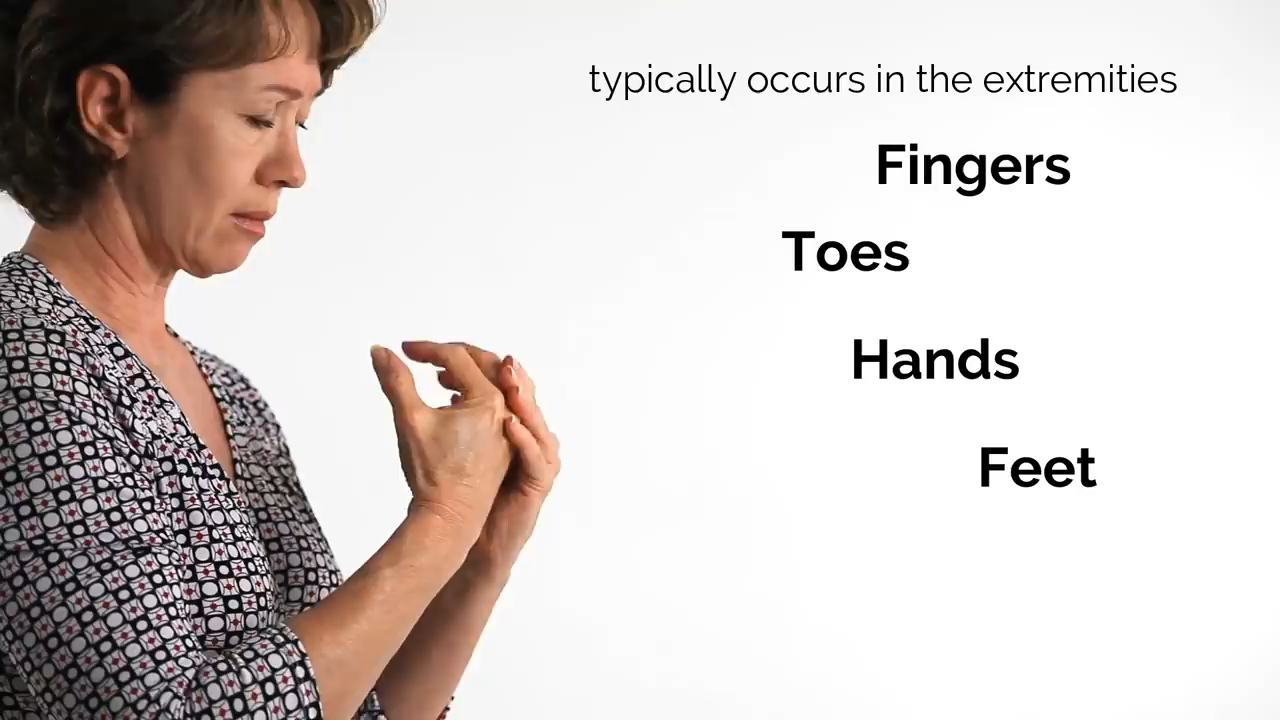 typically occurs in the extremities
Fingers
Toes
Hands
Feet